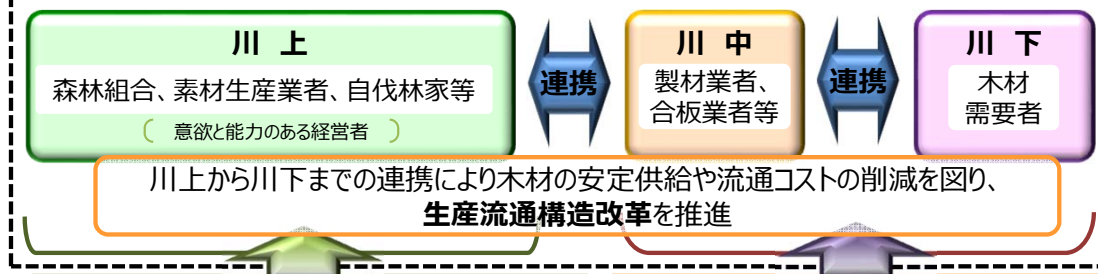 川 上
森林組合、素材生産業者、自伐林家等
( 意欲と能力のある経営者 )
連携
川 中
製材業者、
合板業者等
連携
川 下
木材
需要者
川上から川下までの連携により木材の安定供給や流通コストの削減を図り、
生産流通構造改革を推進